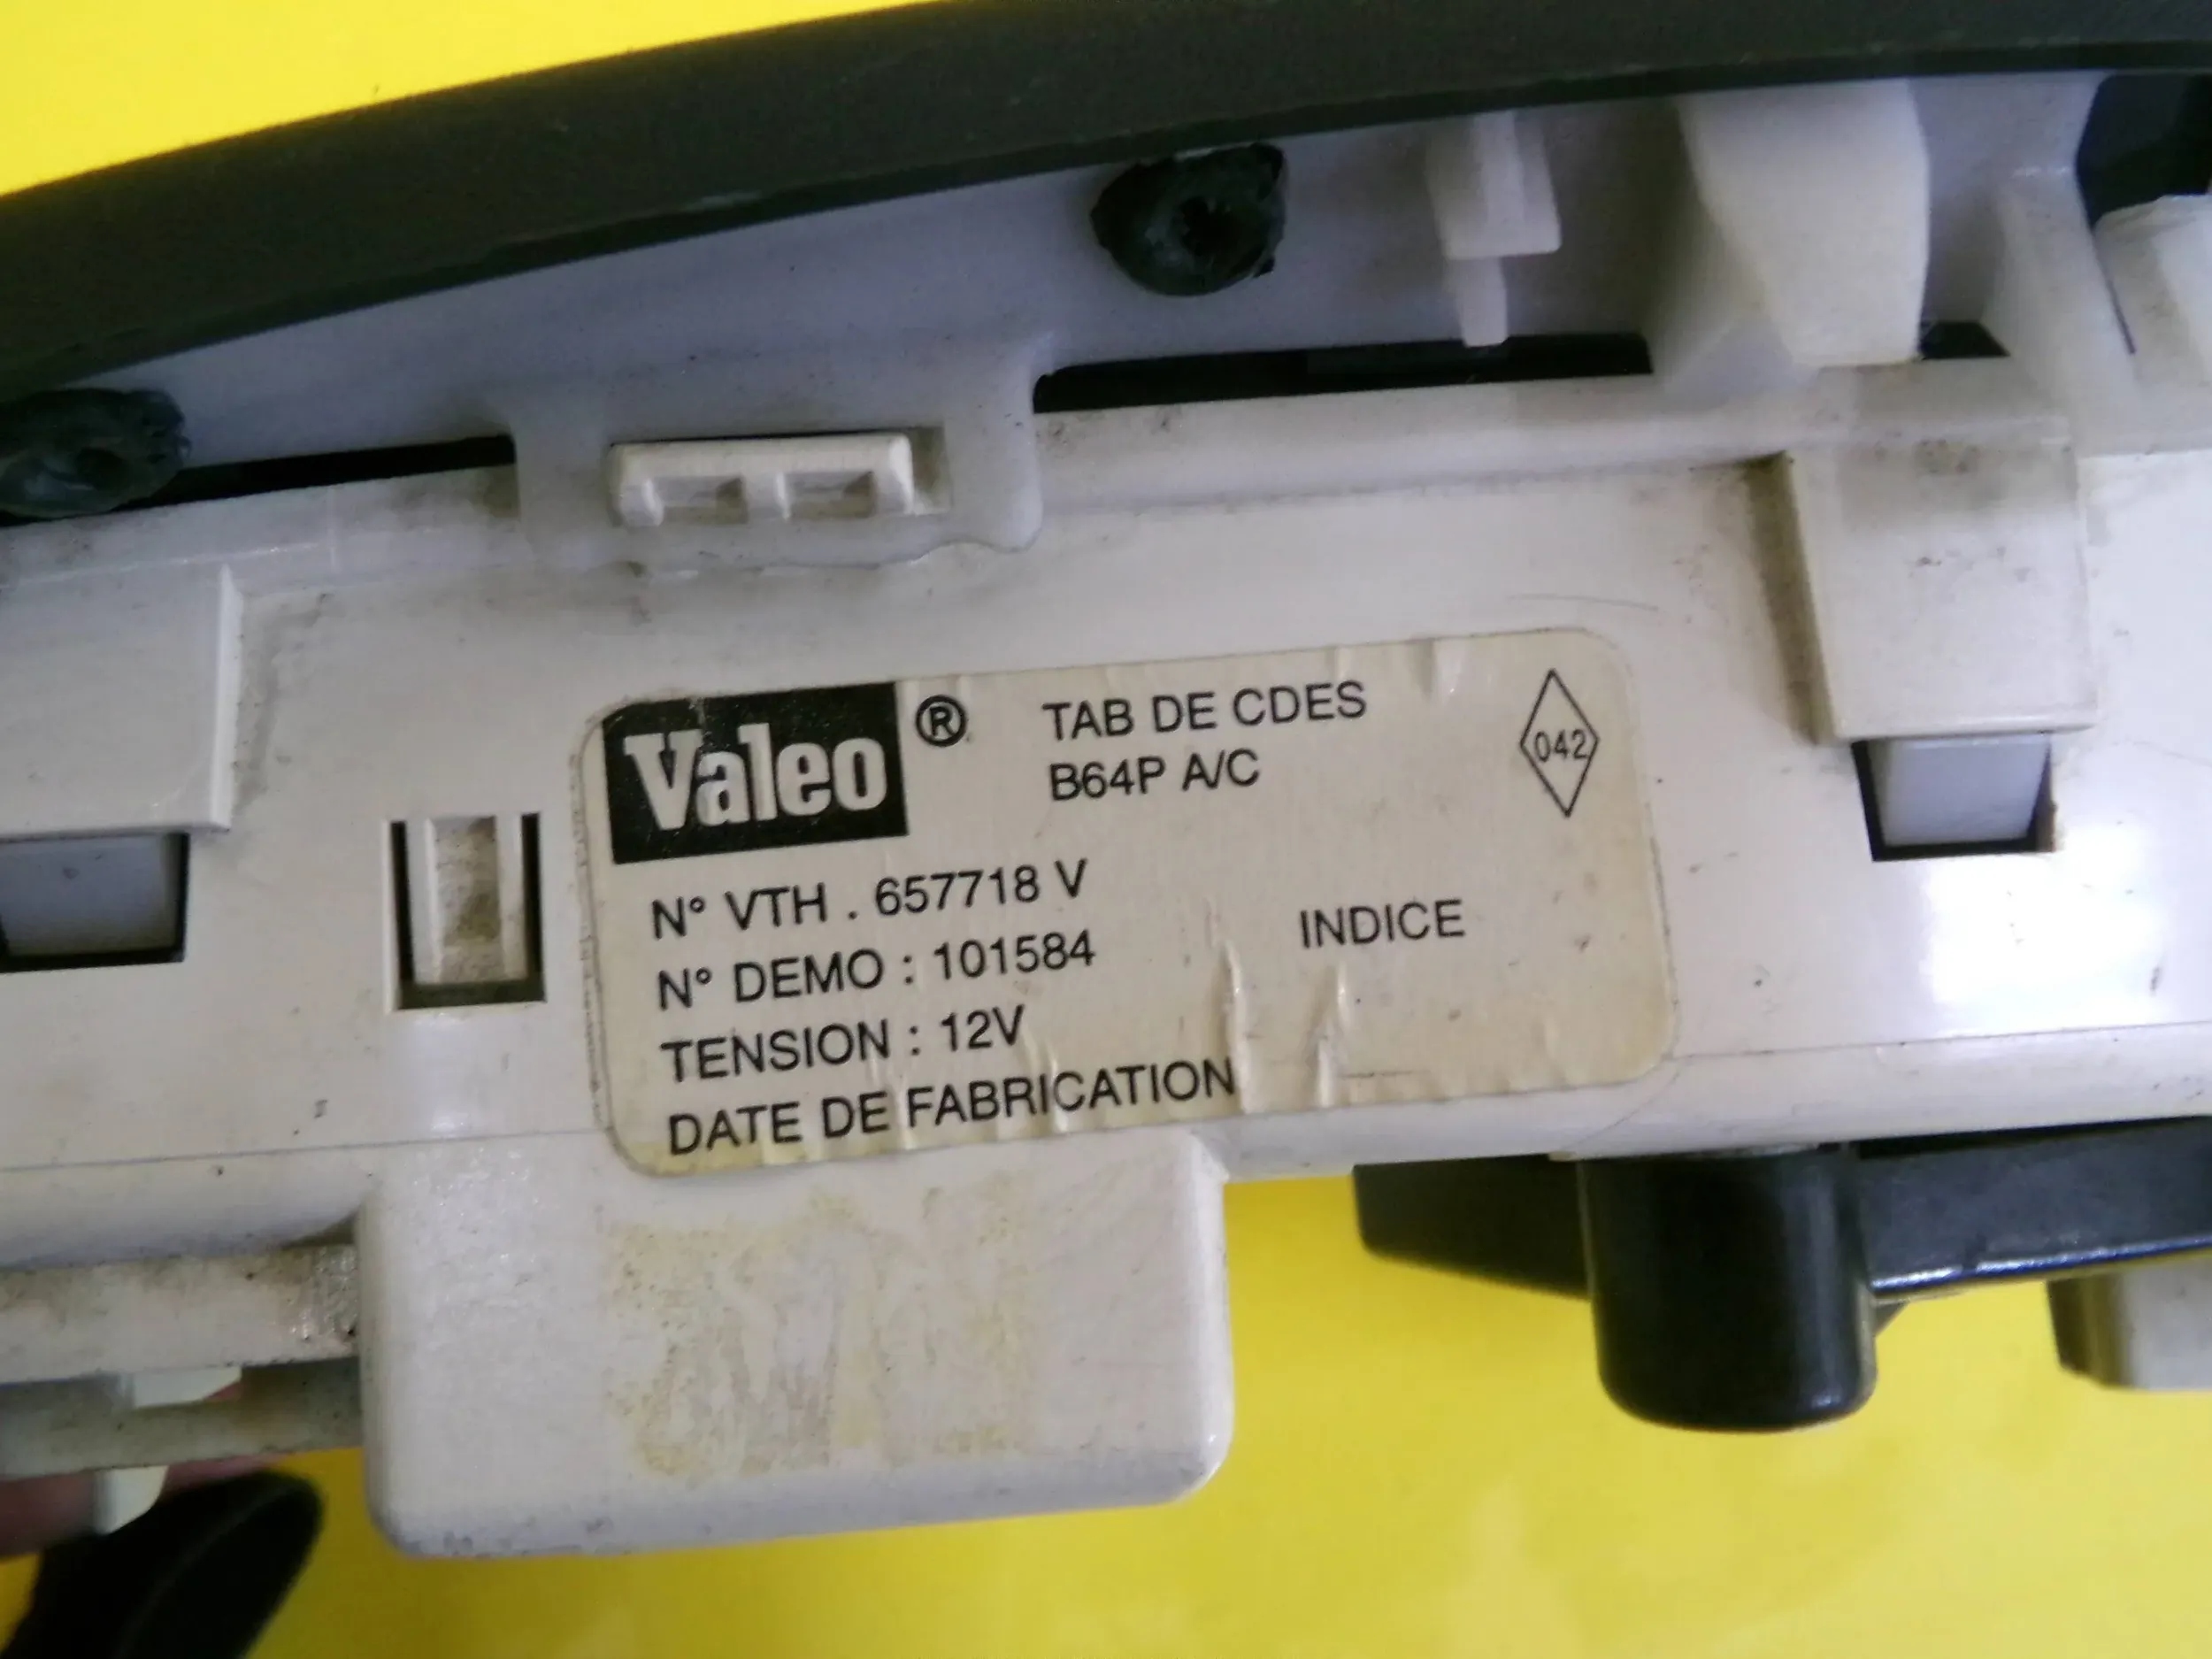 Valeo ® TAB DE CDES
B64P A/C
042
N° VTH . 657718 V
N° DEMO : 101584
INDICE
TENSION : 12V
DATE DE FABRICATION